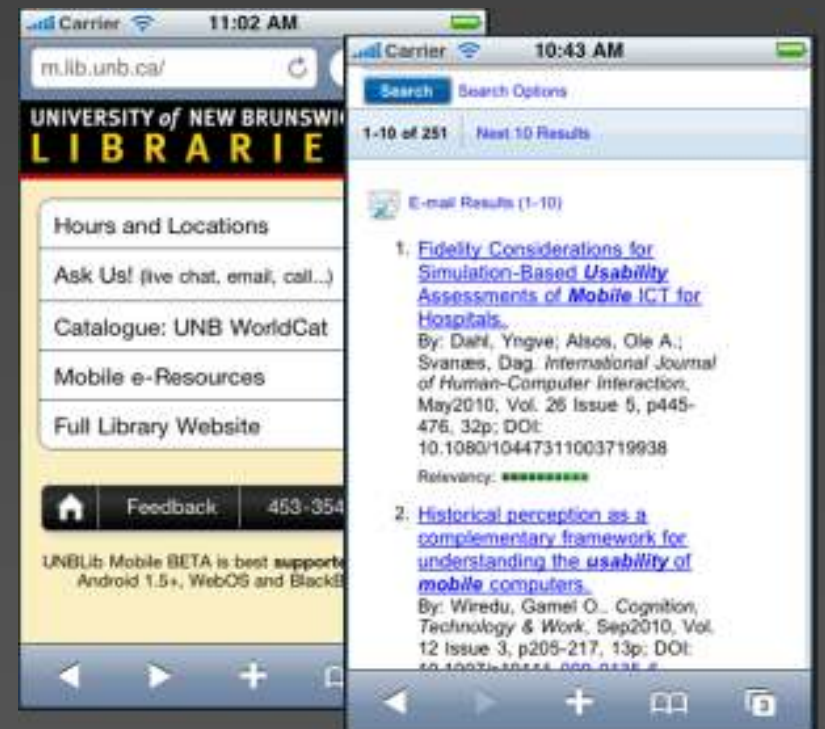 Carrier 11:02 AM
m.lib.unb.ca/
UNIVERSITY of NEW BRUNSWI
LIBRARIE
Hours and Locations
Ask Us! (live chat, email, call...)
Catalogue: UNB WorldCat
Mobile e-Resources
Full Library Website
Feedback 453-354
UNBLib Mobile BETA is best supporte
Android 1.5+, WebOS and BlackB
Carrier 10:43 AM
Search Search Options
1-10 of 251 Next 10 Results
E-mail Results (1-10)
1. Fidelity Considerations for
Simulation-Based Usability
Assessments of Mobile ICT for
Hospitals.
By: Dahl, Yngve; Alsos, Ole A.;
Svanæs, Dag. International Journal
of Human-Computer Interaction,
May2010, Vol. 26 Issue 5, p445-
476, 32p; DOI:
10.1080/10447311003719938
Relevancy:
2. Historical perception as a
complementary framework for
understanding the usability of
mobile computers.
By: Wiredu, Gamel O.. Cognition,
Technology & Work, Sep2010, Vol.
12 Issue 3, p205-217, 13p; DOI:
3